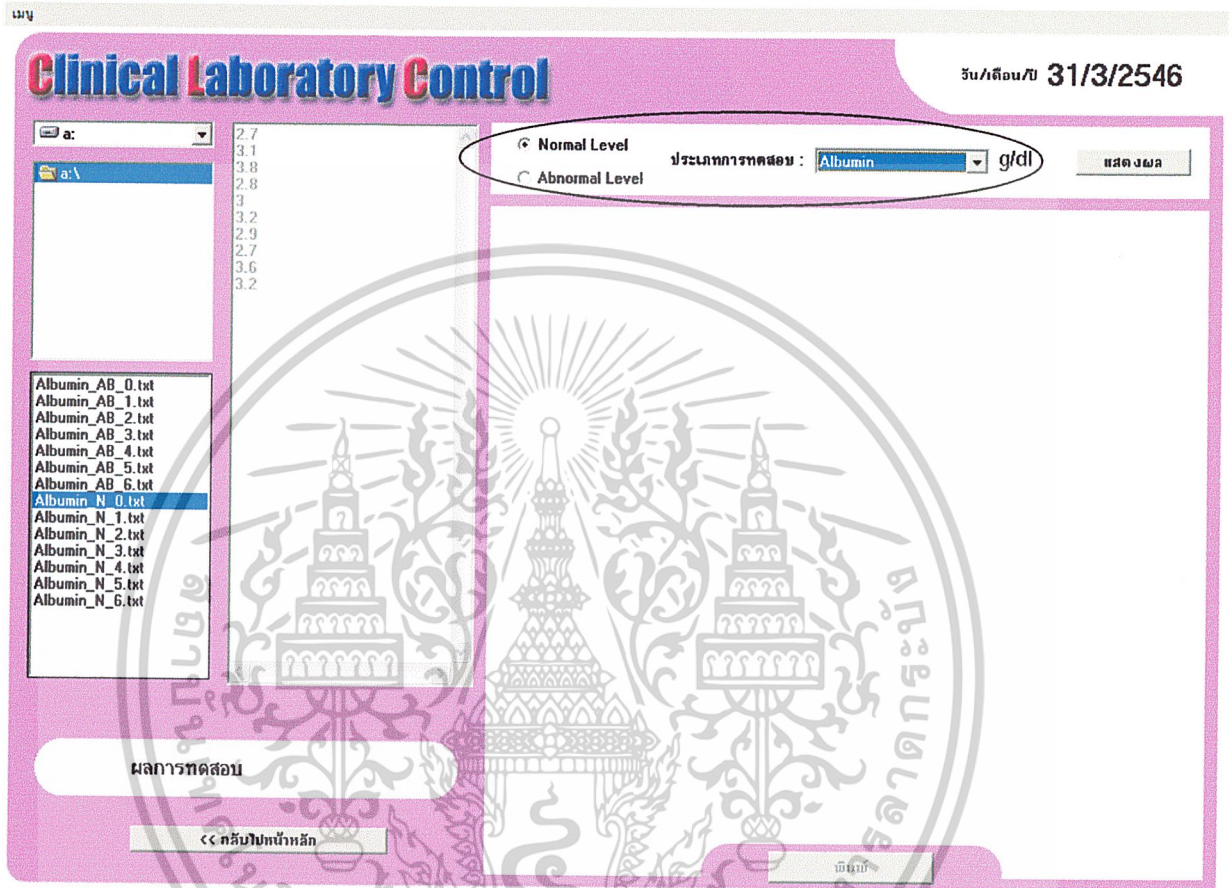 เมนู
Clinical Laboratory Control
วัน/เดือน/ปี 31/3/2546
a:
a:\
2.7
3.1
3.8
2.8
3
3.2
2.9
2.7
3.6
3.2
Normal Level
Abnormal Level
ประเภทการทดสอบ : Albumin g/dl
แสดงผล
Albumin_AB_0.txt
Albumin_AB_1.txt
Albumin_AB_2.txt
Albumin_AB_3.txt
Albumin_AB_4.txt
Albumin_AB_5.txt
Albumin_AB_6.txt
Albumin_N_0.txt
Albumin_N_1.txt
Albumin_N_2.txt
Albumin_N_3.txt
Albumin_N_4.txt
Albumin_N_5.txt
Albumin_N_6.txt
ผลการทดสอบ
<< กลับไปหน้าหลัก
พิมพ์